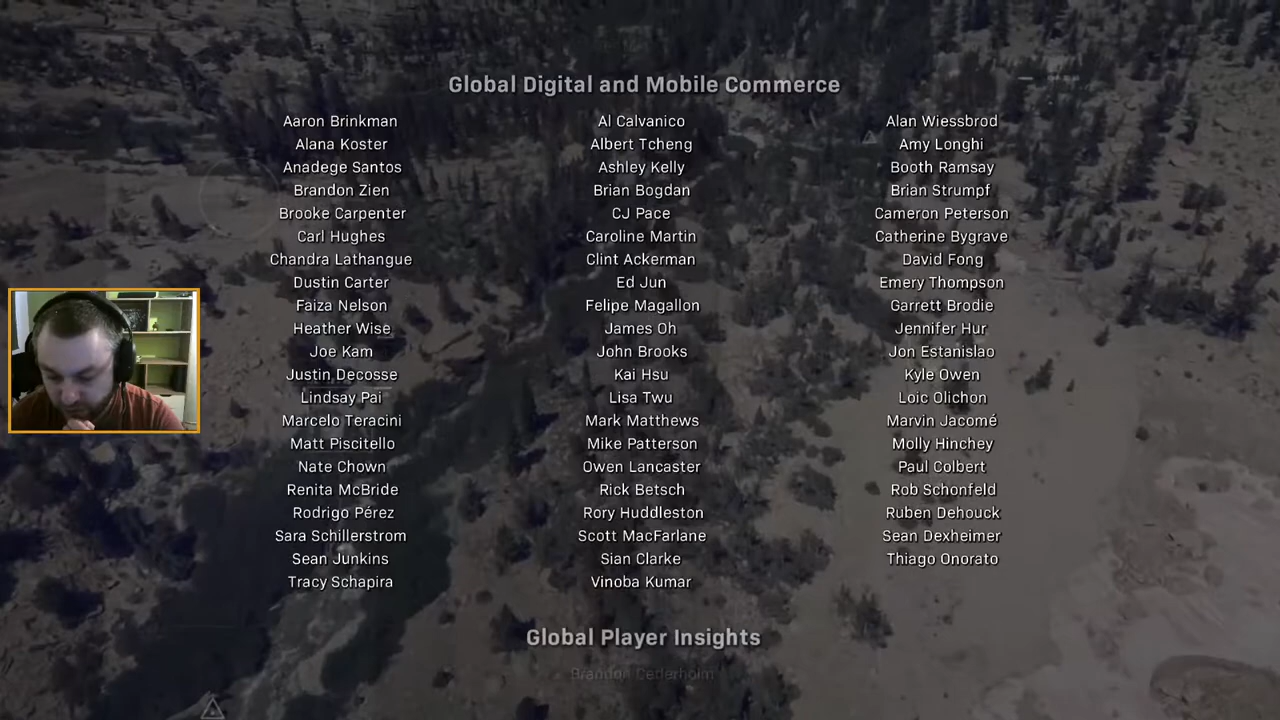 Global Digital and Mobile Commerce
Aaron Brinkman Al Calvanico Alan Wiessbrod
Alana Koster Albert Tcheng Amy Longhi
Anadege Santos Ashley Kelly Booth Ramsay
Brandon Zien Brian Bogdan Brian Strumpf
Brooke Carpenter CJ Pace Cameron Peterson
Carl Hughes Caroline Martin Catherine Bygrave
Chandra Lathangue Clint Ackerman David Fong
Dustin Carter Ed Jun Emery Thompson
Faiza Nelson Felipe Magallon Garrett Brodie
Heather Wise James Oh Jennifer Hur
Joe Kam John Brooks Jon Estanislao
Justin Decosse Kai Hsu Kyle Owen
Lindsay Pai Lisa Twu Loic Olichon
Marcelo Teracini Mark Matthews Marvin Jacomé
Matt Piscitello Mike Patterson Molly Hinchey
Nate Chown Owen Lancaster Paul Colbert
Renita McBride Rick Betsch Rob Schonfeld
Rodrigo Pérez Rory Huddleston Ruben Dehouck
Sara Schillerstrom Scott MacFarlane Sean Dexheimer
Sean Junkins Sian Clarke Thiago Onorato
Tracy Schapira Vinoba Kumar
Global Player Insights
Brandon Cederholm